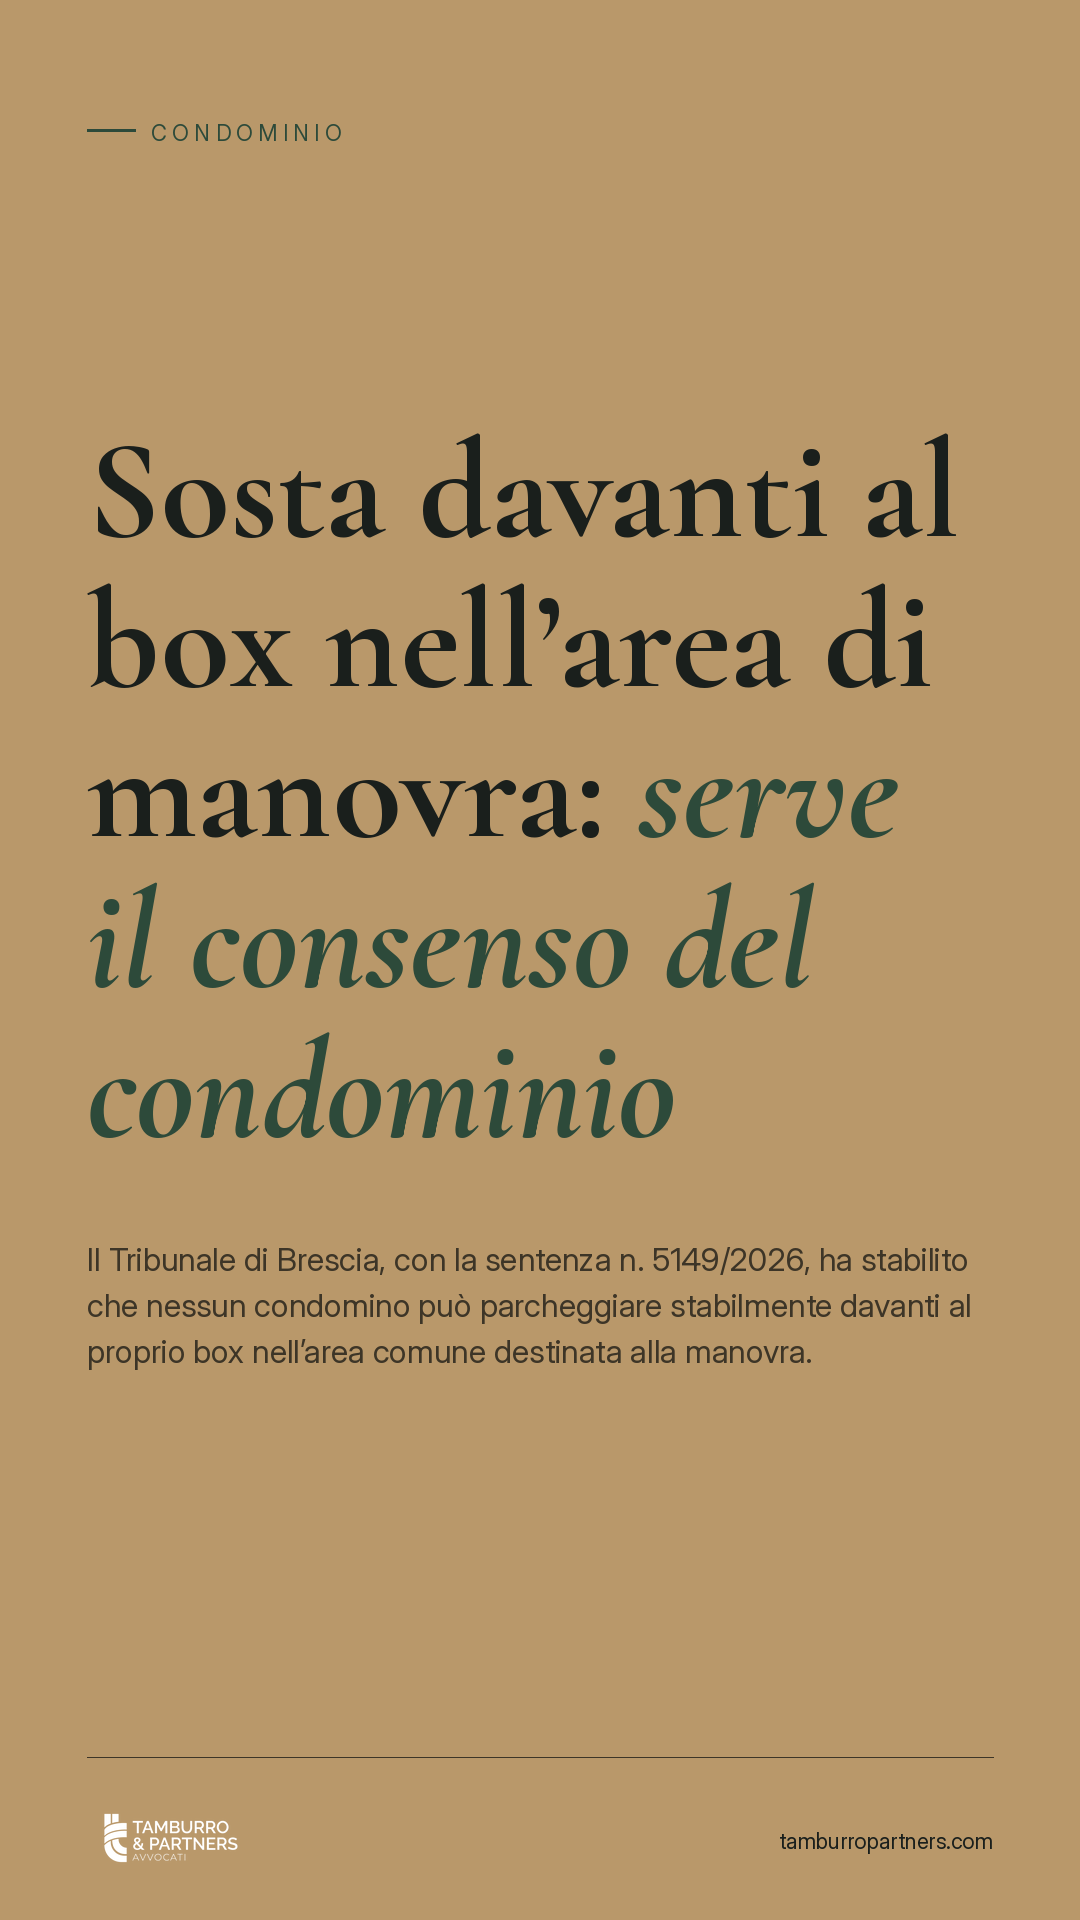 CONDOMINIO
Sosta davanti al
box nell’area di
manovra: serve
il consenso del
condominio
Il Tribunale di Brescia, con la sentenza n. 5149/2026, ha stabilito
che nessun condomino può parcheggiare stabilmente davanti al
proprio box nell’area comune destinata alla manovra.
TAMBURRO
& PARTNERS
AVVOCATI
tamburropartners.com